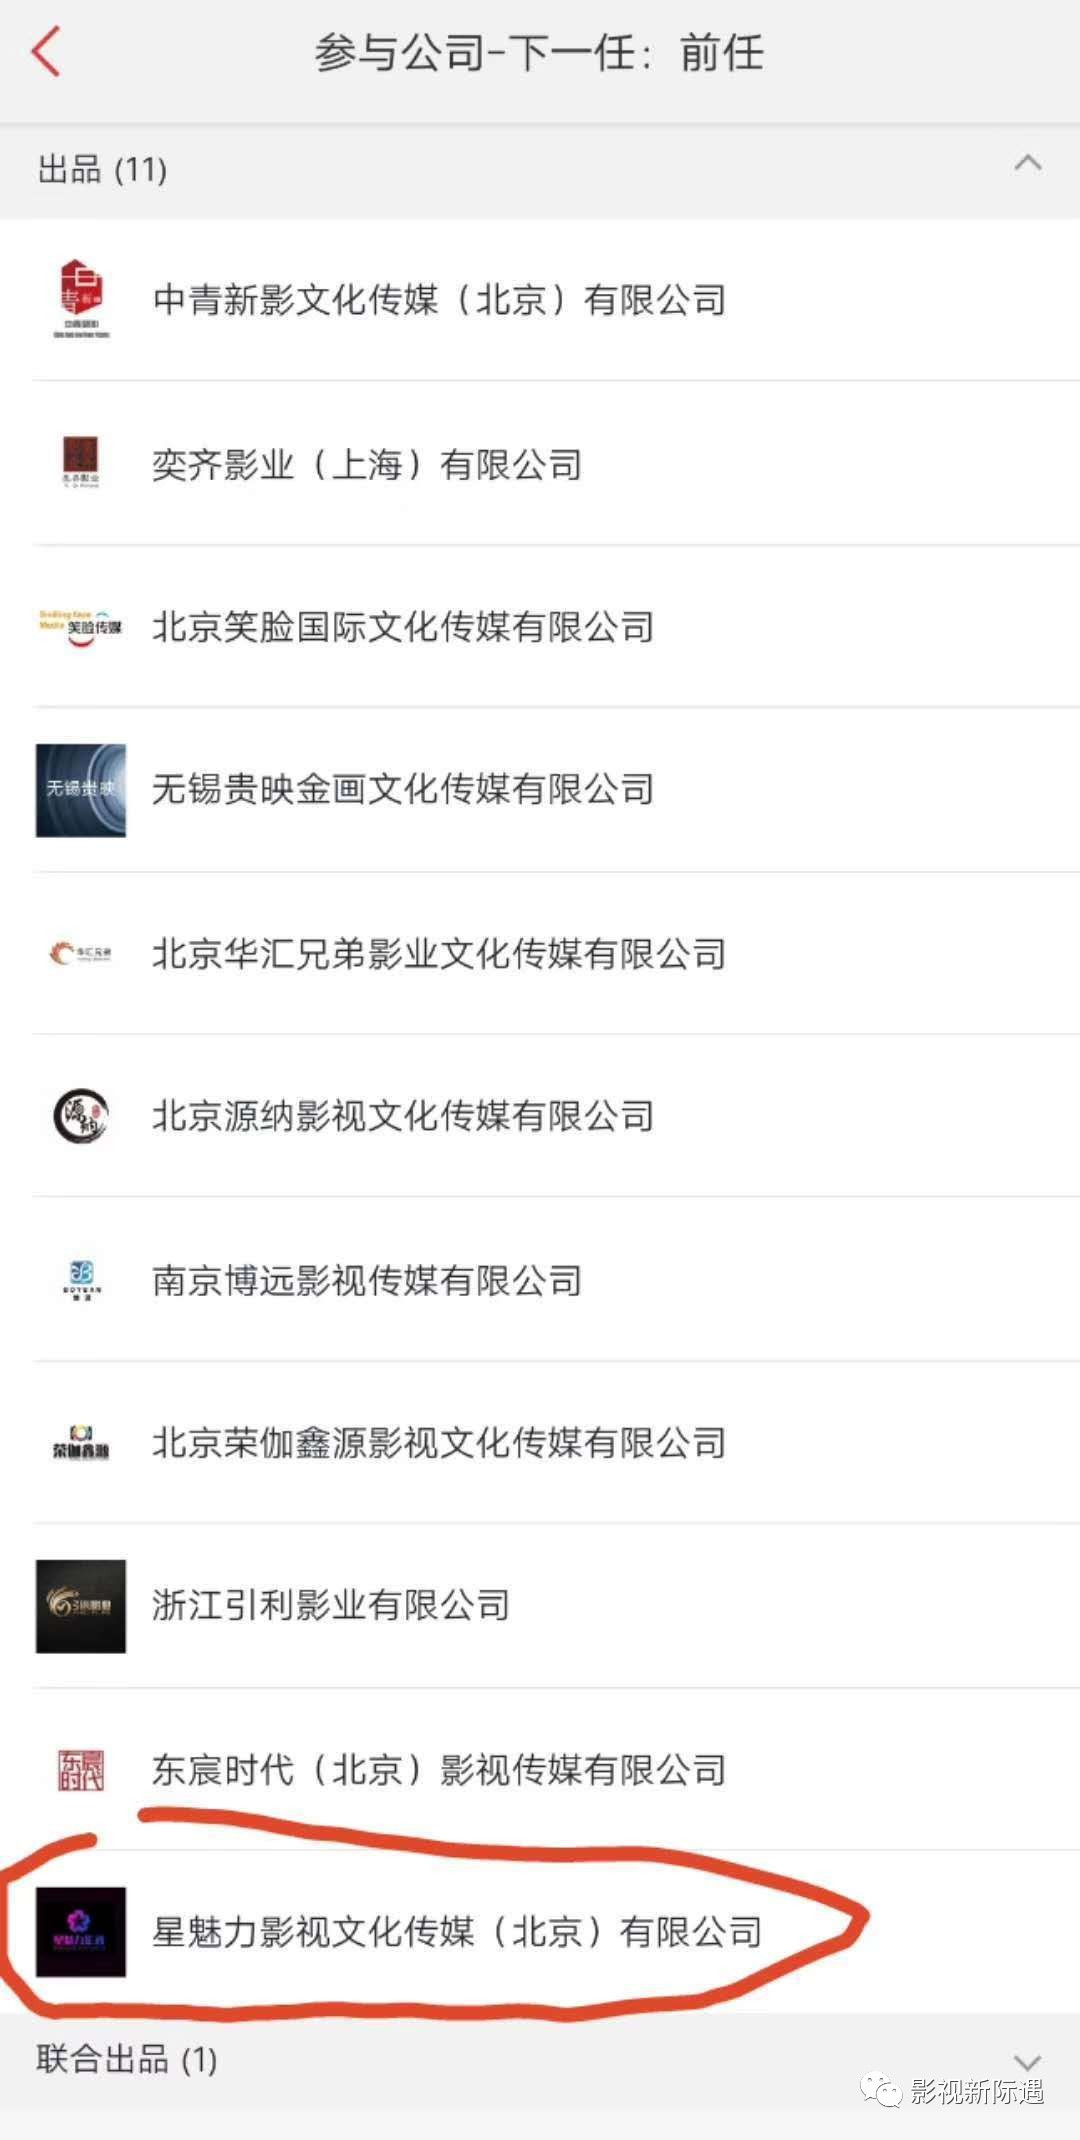 参与公司-下一任：前任
出品 (11)
中青新影文化传媒（北京）有限公司
奕齐影业（上海）有限公司
笑脸传媒
北京笑脸国际文化传媒有限公司
无锡贵映
无锡贵映金画文化传媒有限公司
华汇兄弟
北京华汇兄弟影业文化传媒有限公司
源纳
北京源纳影视文化传媒有限公司
BOYUAN
南京博远影视传媒有限公司
荣伽鑫源
北京荣伽鑫源影视文化传媒有限公司
浙江引利影业有限公司
东宸时代
东宸时代（北京）影视传媒有限公司
星魅力影视文化传媒（北京）有限公司
联合出品 (1)
影视新际遇